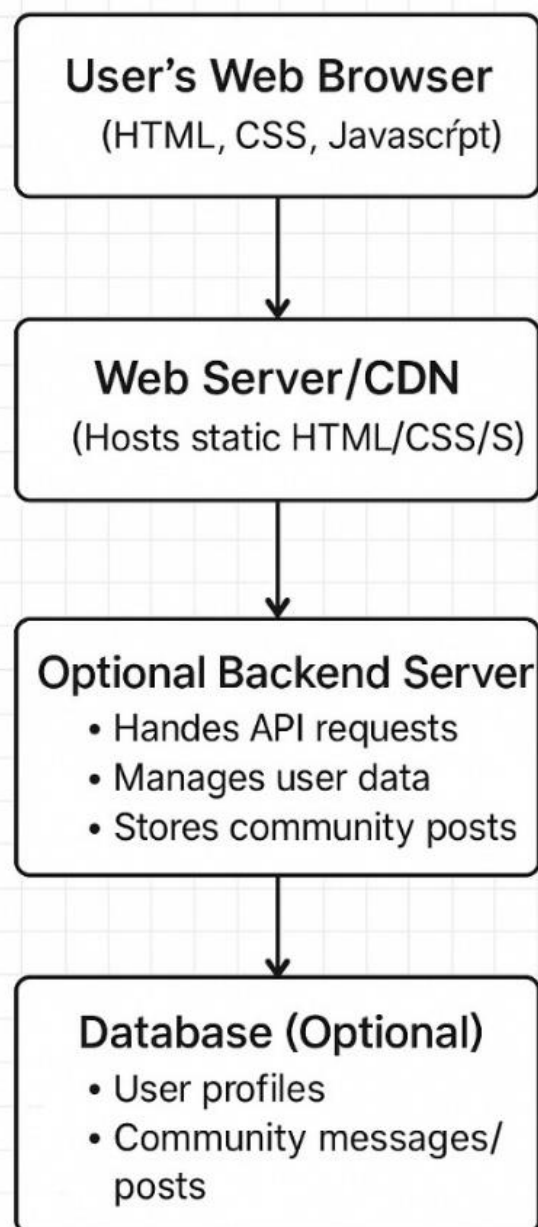 User's Web Browser
(HTML, CSS, Javascŕpt)
Web Server/CDN
(Hosts static HTML/CSS/S)
Optional Backend Server
• Handes API requests
• Manages user data
• Stores community posts
Database (Optional)
• User profiles
• Community messages/
posts